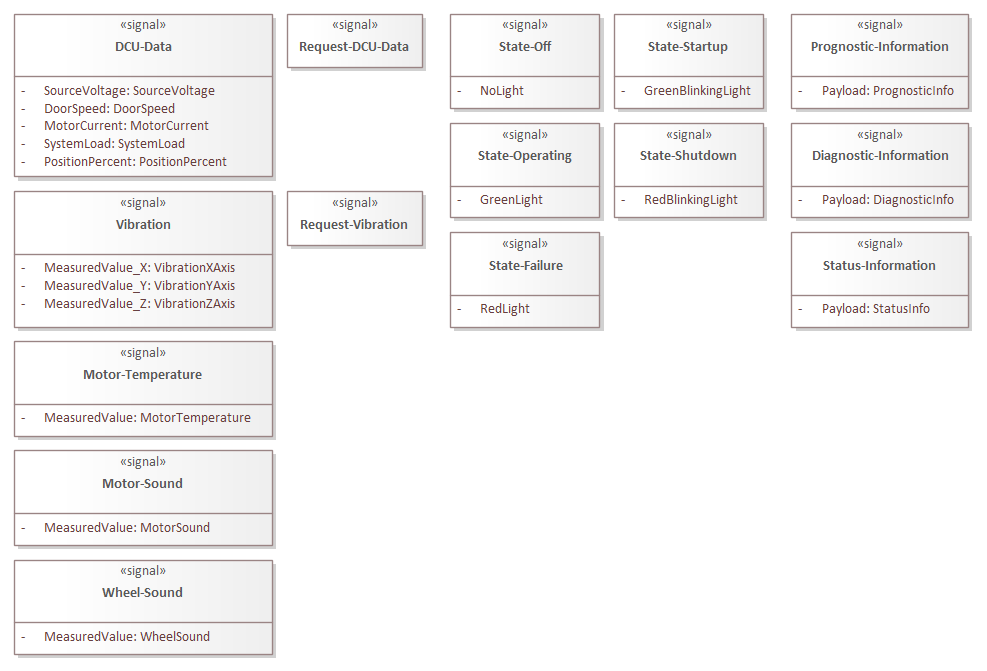 «signal»
DCU-Data
- SourceVoltage: SourceVoltage
- DoorSpeed: DoorSpeed
- MotorCurrent: MotorCurrent
- SystemLoad: SystemLoad
- PositionPercent: PositionPercent
«signal»
Request-DCU-Data
«signal»
Vibration
- MeasuredValue_X: VibrationXAxis
- MeasuredValue_Y: VibrationYAxis
- MeasuredValue_Z: VibrationZAxis
«signal»
Request-Vibration
«signal»
Motor-Temperature
- MeasuredValue: MotorTemperature
«signal»
Motor-Sound
- MeasuredValue: MotorSound
«signal»
Wheel-Sound
- MeasuredValue: WheelSound
«signal»
State-Off
- NoLight
«signal»
State-Startup
- GreenBlinkingLight
«signal»
State-Operating
- GreenLight
«signal»
State-Shutdown
- RedBlinkingLight
«signal»
State-Failure
- RedLight
«signal»
Prognostic-Information
- Payload: PrognosticInfo
«signal»
Diagnostic-Information
- Payload: DiagnosticInfo
«signal»
Status-Information
- Payload: StatusInfo